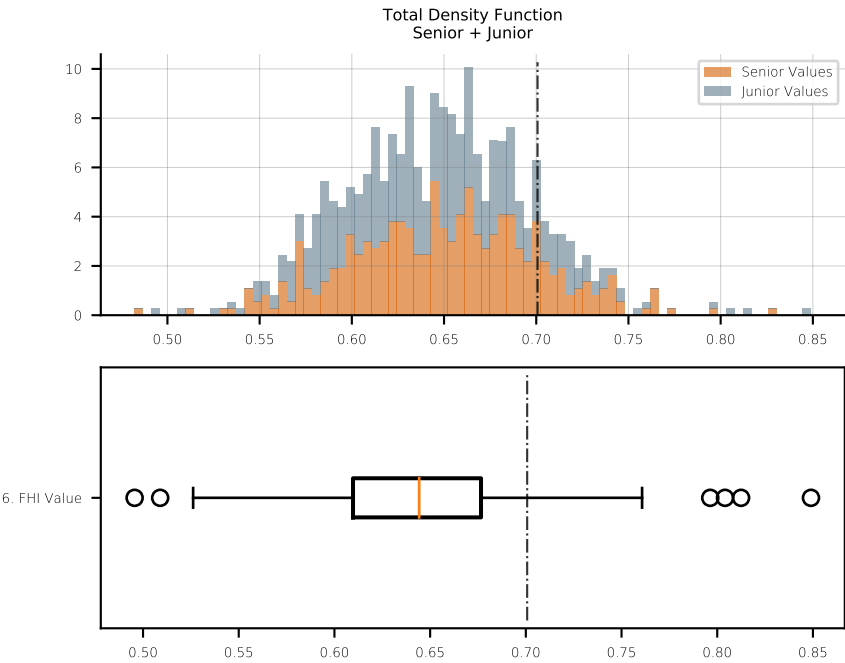 Total Density Function
Senior + Junior
Senior Values
Junior Values
10
8
6
4
2
0
0.50 0.55 0.60 0.65 0.70 0.75 0.80 0.85
6. FHI Value
0.50 0.55 0.60 0.65 0.70 0.75 0.80 0.85